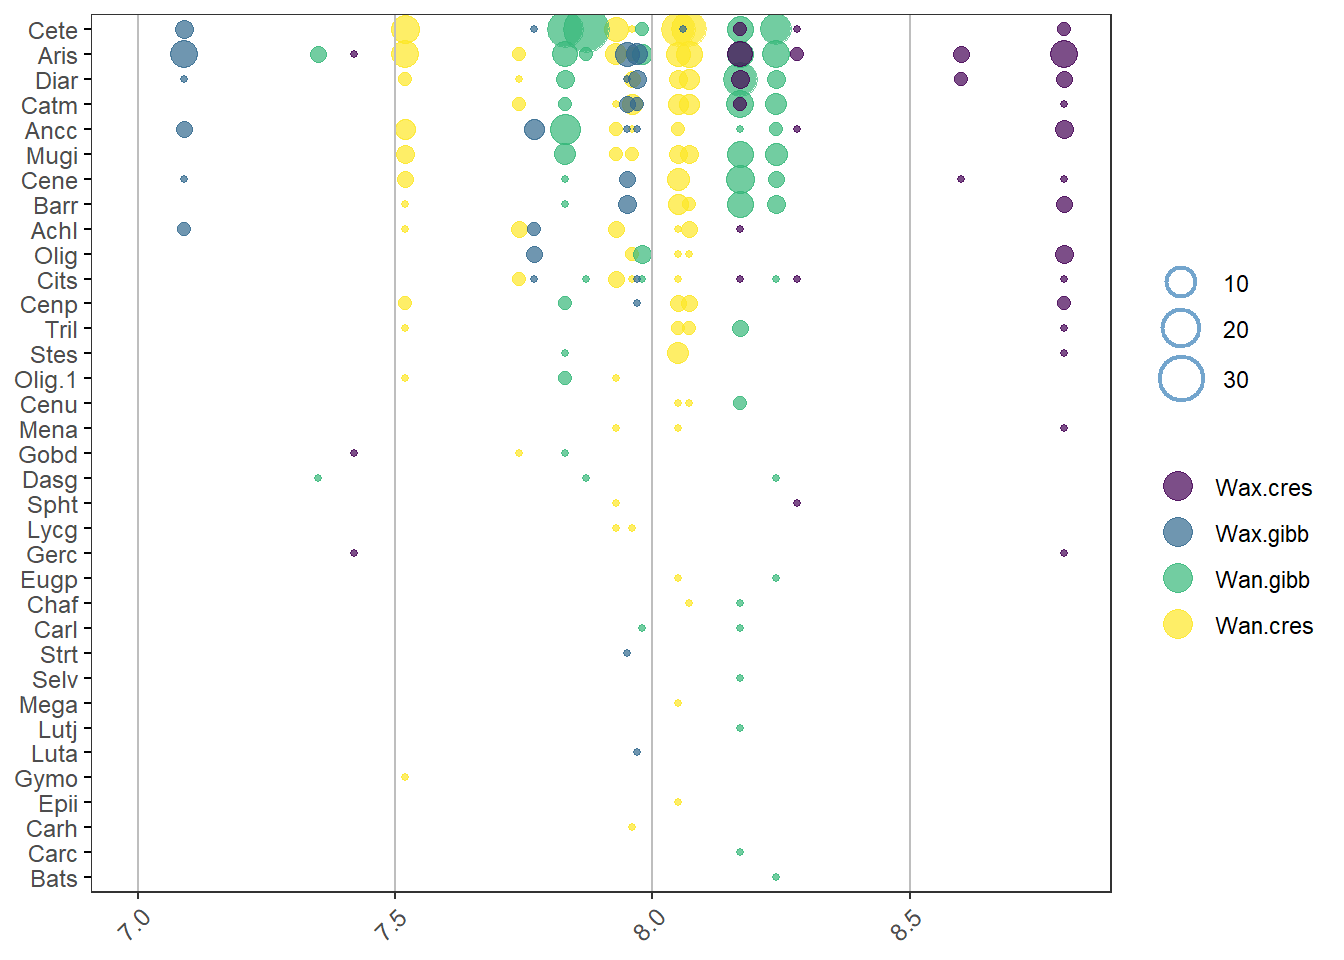 Cete
Aris
Diar
Catm
Ancc
Mugi
Cene
Barr
Achl
Olig
Cits
Cenp
Tril
Stes
Olig.1
Cenu
Mena
Gobd
Dasg
Spht
Lycg
Gerc
Eugp
Chaf
Carl
Strt
Selv
Mega
Lutj
Luta
Gymo
Epii
Carh
Carc
Bats
7.0
7.5
8.0
8.5
10
20
30
Wax.cres
Wax.gibb
Wan.gibb
Wan.cres